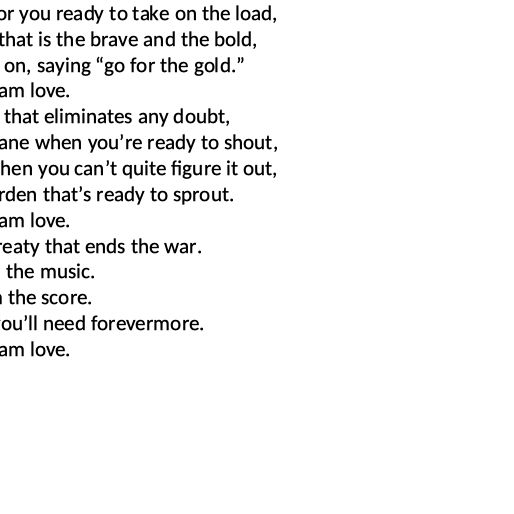 or you ready to take on the load,
that is the brave and the bold,
on, saying “go for the gold.”
am love.
that eliminates any doubt,
ane when you’re ready to shout,
hen you can’t quite figure it out,
rden that’s ready to sprout.
am love.
reaty that ends the war.
the music.
the score.
you’ll need forevermore.
am love.